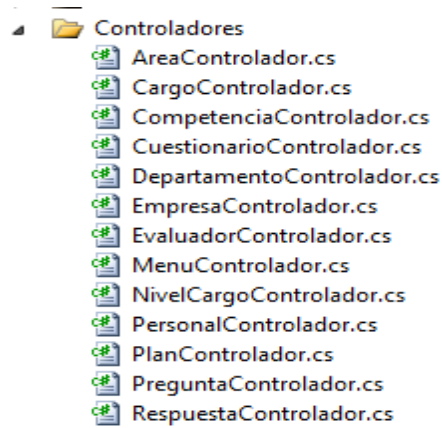 Controladores
AreaControlador.cs
CargoControlador.cs
CompetenciaControlador.cs
CuestionarioControlador.cs
DepartamentoControlador.cs
EmpresaControlador.cs
EvaluadorControlador.cs
MenuControlador.cs
NivelCargoControlador.cs
PersonalControlador.cs
PlanControlador.cs
PreguntaControlador.cs
RespuestaControlador.cs